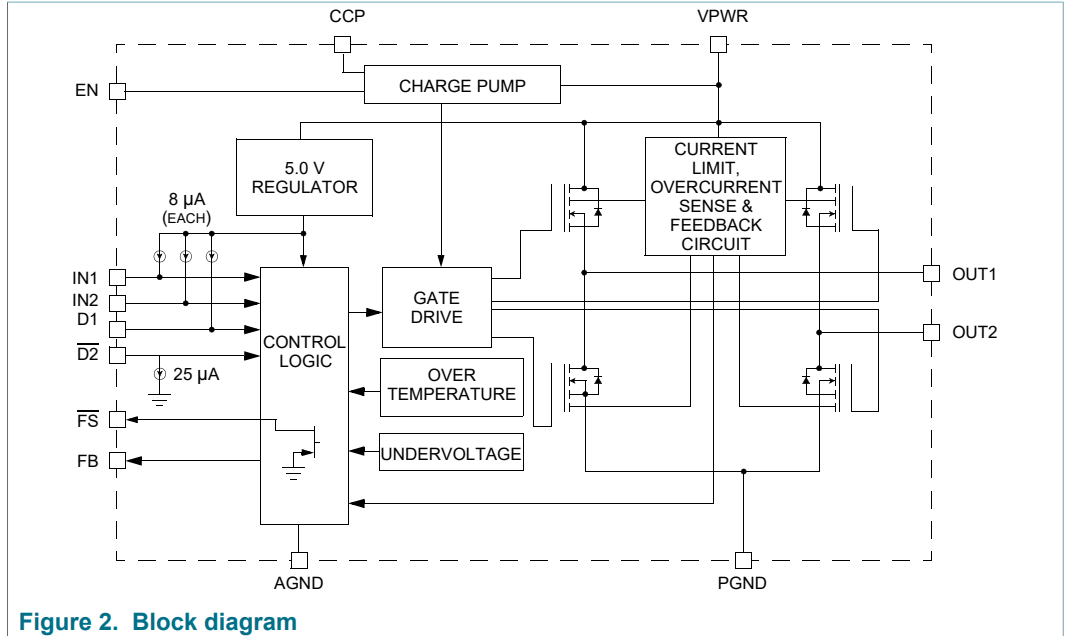 CCP
VPWR
EN
CHARGE PUMP
5.0 V
REGULATOR
CURRENT
LIMIT,
OVERCURRENT
SENSE &
FEEDBACK
CIRCUIT
8 µA
(EACH)
IN1
IN2
D1
D2
25 µA
FS
FB
CONTROL
LOGIC
GATE
DRIVE
OVER
TEMPERATURE
UNDERVOLTAGE
OUT1
OUT2
AGND
PGND
Figure 2. Block diagram